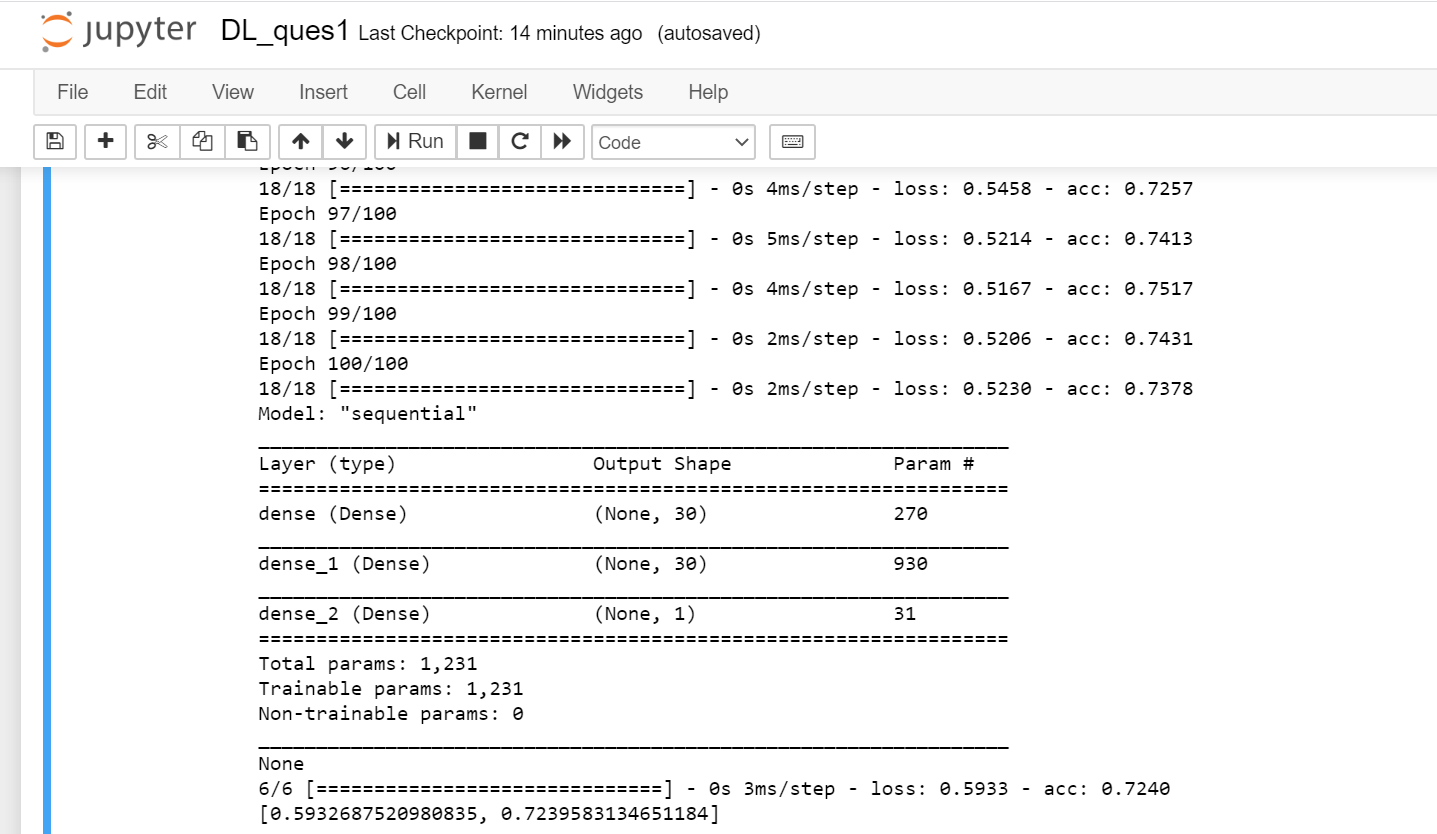 jupyter DL_ques1 Last Checkpoint: 14 minutes ago (autosaved)
File Edit View Insert Cell Kernel Widgets Help
Run Code
18/18 [==============================] - 0s 4ms/step - loss: 0.5458 - acc: 0.7257
Epoch 97/100
18/18 [==============================] - 0s 5ms/step - loss: 0.5214 - acc: 0.7413
Epoch 98/100
18/18 [==============================] - 0s 4ms/step - loss: 0.5167 - acc: 0.7517
Epoch 99/100
18/18 [==============================] - 0s 2ms/step - loss: 0.5206 - acc: 0.7431
Epoch 100/100
18/18 [==============================] - 0s 2ms/step - loss: 0.5230 - acc: 0.7378
Model: "sequential"
_________________________________________________________________
Layer (type)                 Output Shape              Param #
=================================================================
dense (Dense)                (None, 30)                270
_________________________________________________________________
dense_1 (Dense)              (None, 30)                930
_________________________________________________________________
dense_2 (Dense)              (None, 1)                 31
=================================================================
Total params: 1,231
Trainable params: 1,231
Non-trainable params: 0
_________________________________________________________________
None
6/6 [==============================] - 0s 3ms/step - loss: 0.5933 - acc: 0.7240
[0.5932687520980835, 0.7239583134651184]